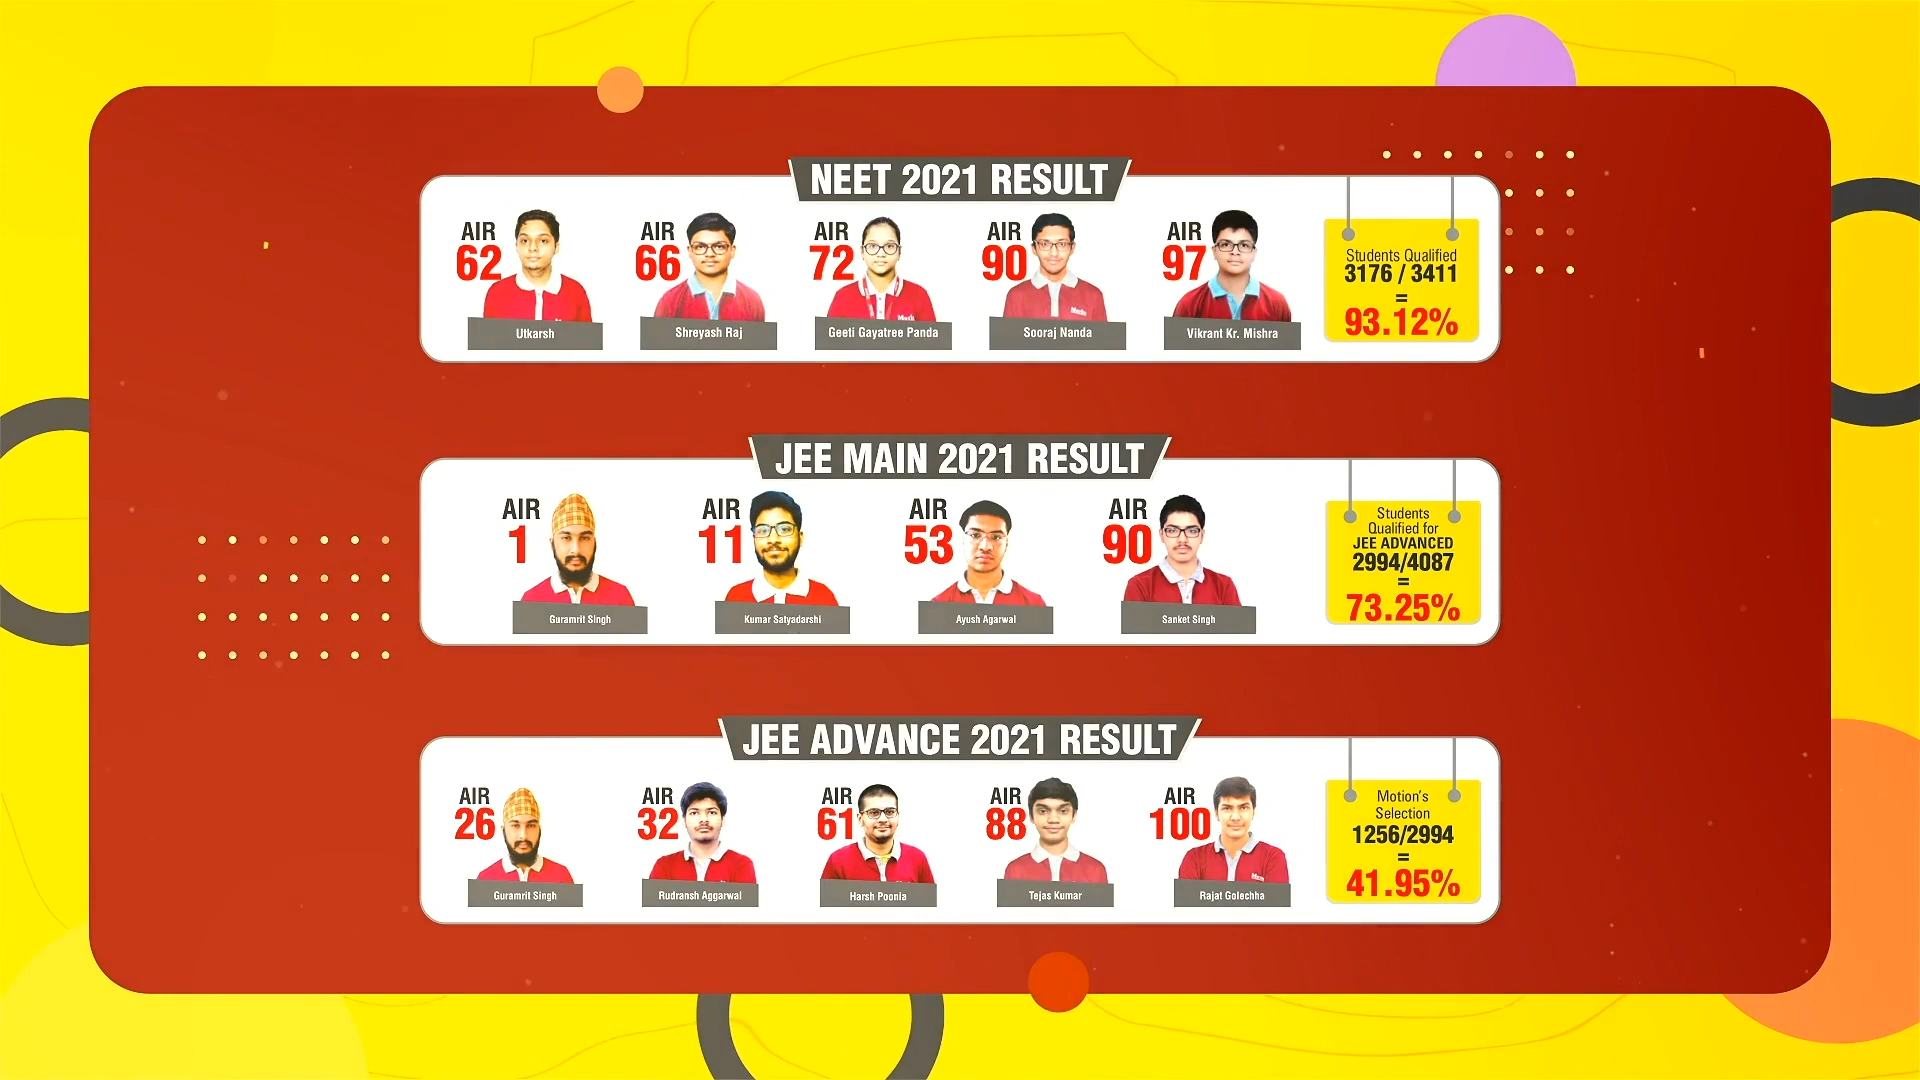 NEET 2021 RESULT
AIR
62
Utkarsh
AIR
66
Shreyash Raj
AIR
72
Geeti Gayatree Panda
AIR
90
Sooraj Nanda
AIR
97
Vikrant Kr. Mishra
Students Qualified
3176 / 3411
=
93.12%
JEE MAIN 2021 RESULT
AIR
1
Guramrit Singh
AIR
11
Kumar Satyadarshi
AIR
53
Ayush Agarwal
AIR
90
Sanket Singh
Students
Qualified for
JEE ADVANCED
2994/4087
=
73.25%
JEE ADVANCE 2021 RESULT
AIR
26
Guramrit Singh
AIR
32
Rudransh Aggarwal
AIR
61
Harsh Poonia
AIR
88
Tejas Kumar
AIR
100
Rajat Golechha
Motion's
Selection
1256/2994
=
41.95%